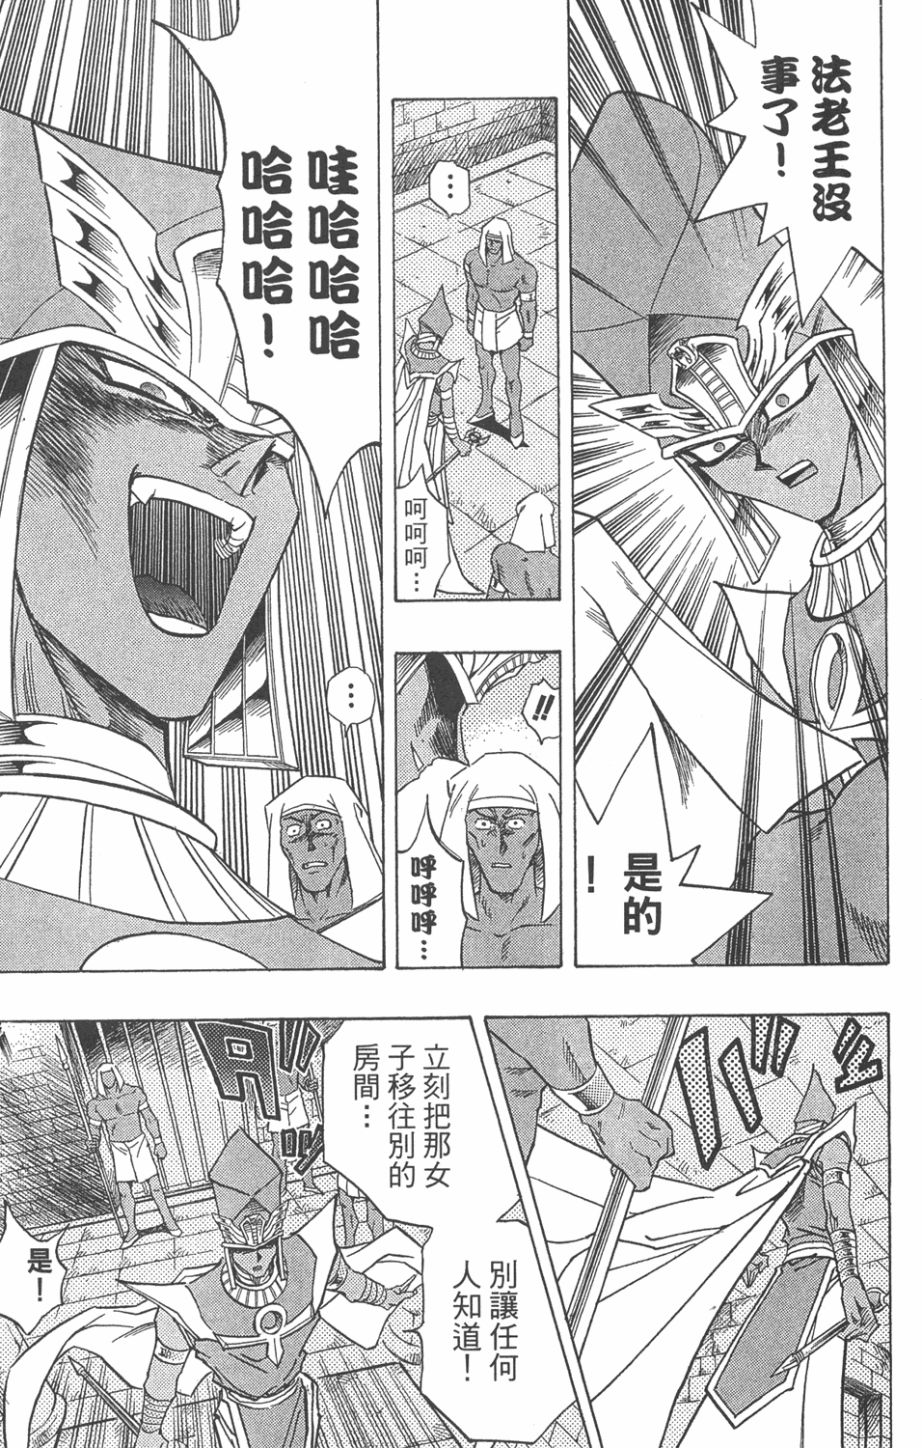 法老王沒
事了！
是的
！
…
呵呵呵…
!!
呼呼呼…
哇哈哈哈
哈哈哈！
…
別讓任何
人知道！
立刻把那女
子移往別的
房間…
是！